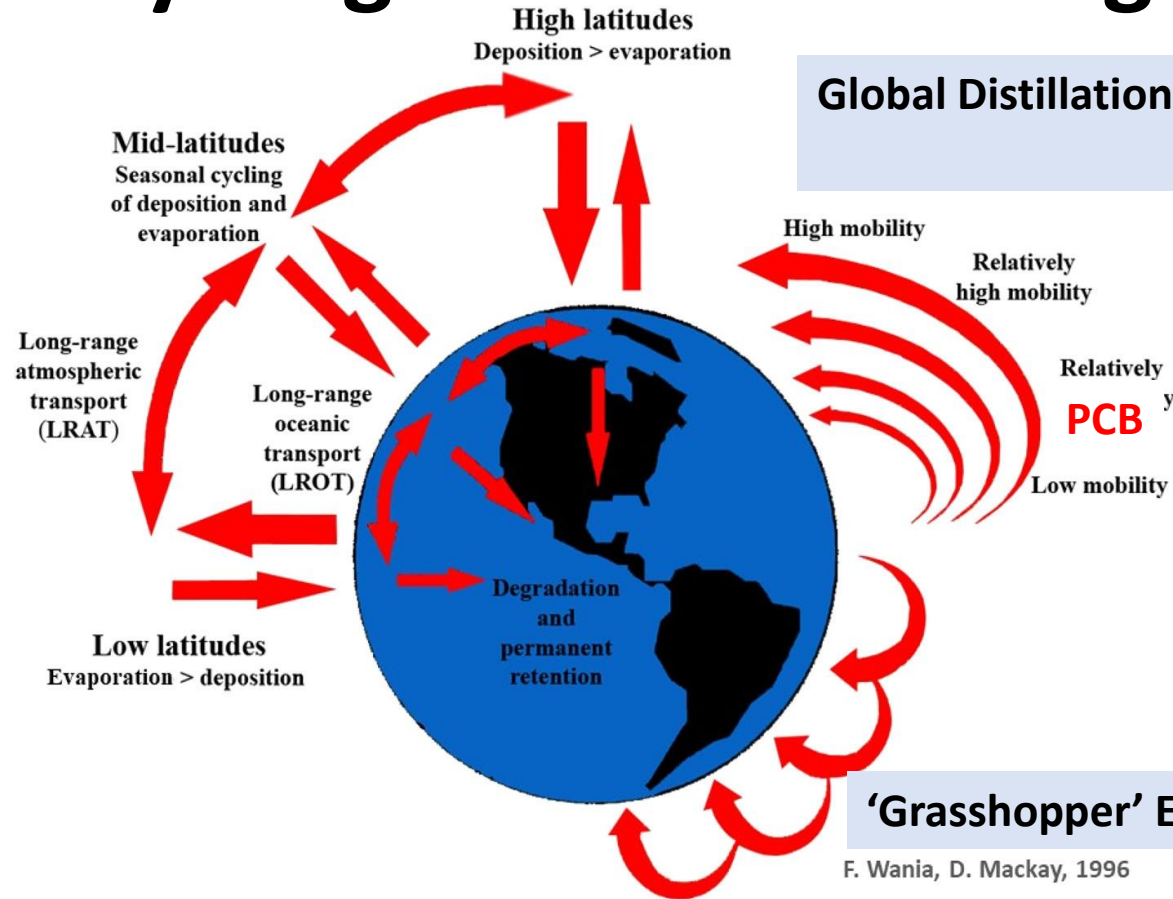 High latitudes
Deposition > evaporation
Global Distillation
Mid-latitudes
Seasonal cycling
of deposition and
evaporation
High mobility
Relatively
high mobility
Long-range
atmospheric
transport
(LRAT)
Long-range
oceanic
transport
(LROT)
Relatively
PCB y
Low mobility
Degradation
and
permanent
retention
Low latitudes
Evaporation > deposition
‘Grasshopper’ E
F. Wania, D. Mackay, 1996